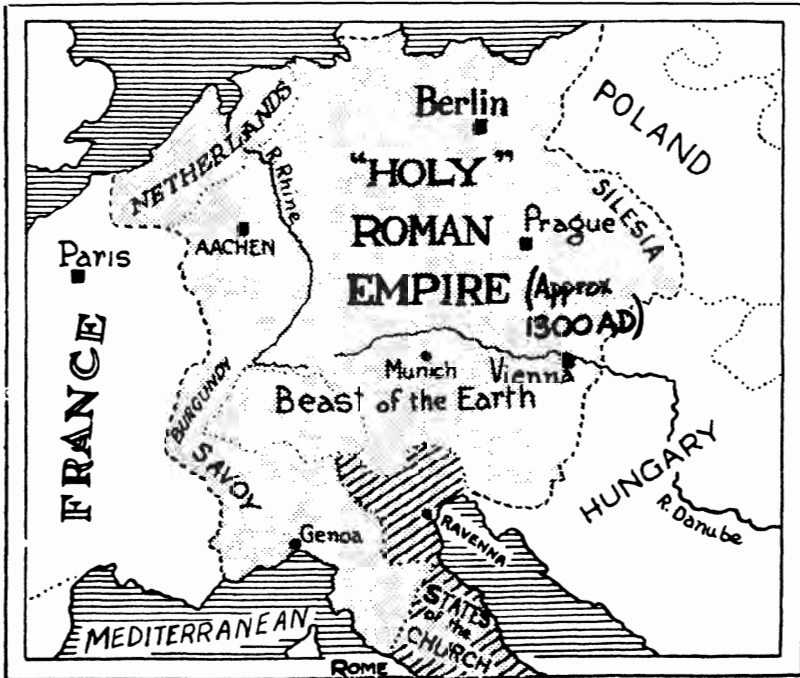 Berlin
POLAND
NETHERLANDS
R. Rhine
"HOLY"
ROMAN
EMPIRE (Approx
1300 AD)
SILESIA
Prague
AACHEN
Paris
FRANCE
Munich
Vienna
Beast of the Earth
BURGUNDY
SAVOY
HUNGARY
R. Danube
Genoa
RAVENNA
STATES
of the
CHURCH
MEDITERRANEAN
ROME